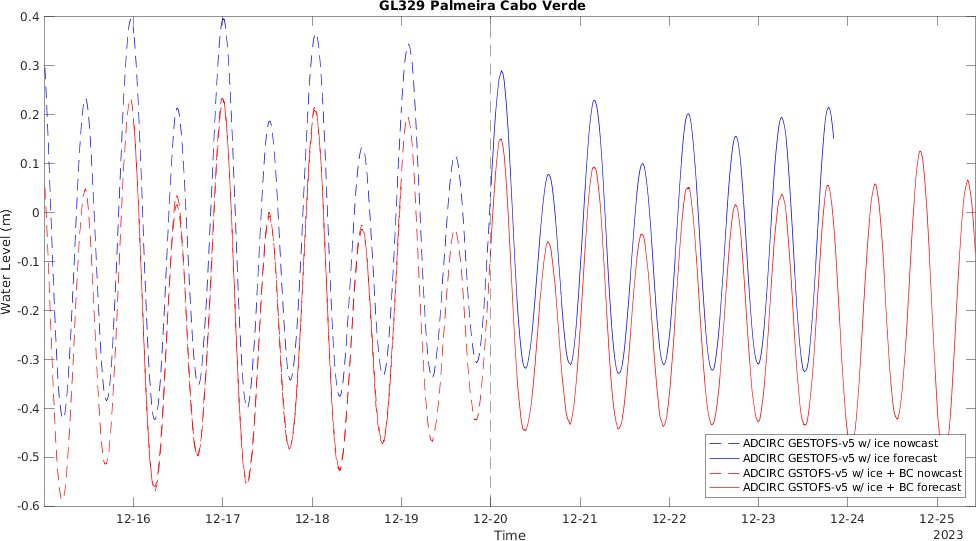 GL329 Palmeira Cabo Verde
0.4
0.3
0.2
0.1
0
-0.1
-0.2
-0.3
-0.4
-0.5
-0.6
Water Level (m)
ADCIRC GESTOFS-v5 w/ ice nowcast
ADCIRC GESTOFS-v5 w/ ice forecast
ADCIRC GSTOFS-v5 w/ ice + BC nowcast
ADCIRC GSTOFS-v5 w/ ice + BC forecast
12-16 12-17 12-18 12-19 12-20 12-21 12-22 12-23 12-24 12-25
Time 2023